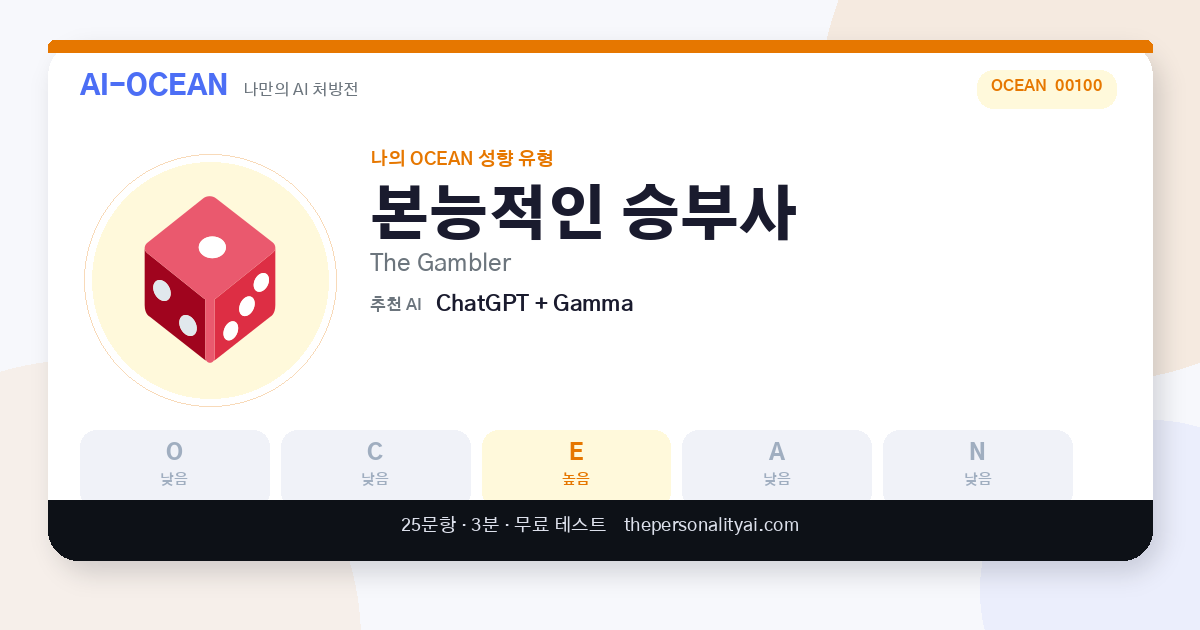 AI-OCEAN 나만의 AI 처방전
OCEAN 00100
나의 OCEAN 성향 유형
본능적인 승부사
The Gambler
추천 AI ChatGPT + Gamma
O C E A N
낮음 낮음 높음 낮음 낮음
25문항 · 3분 · 무료 테스트 thepersonalityai.com